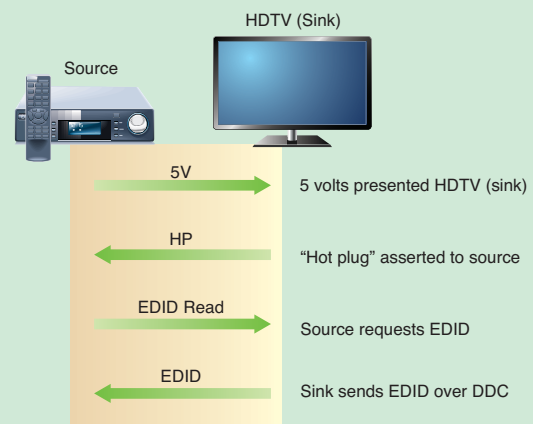 HDTV (Sink)
Source
5V
5 volts presented HDTV (sink)
HP
“Hot plug” asserted to source
EDID Read
Source requests EDID
EDID
Sink sends EDID over DDC